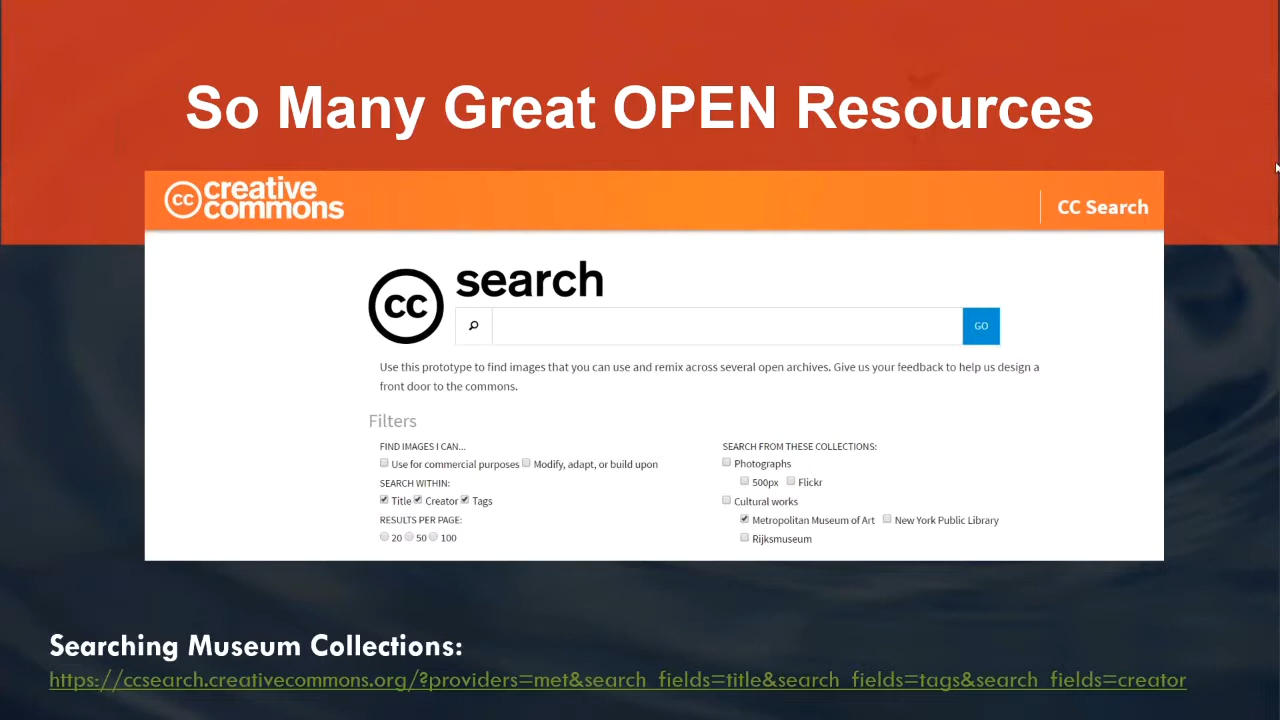 So Many Great OPEN Resources
cc creative commons
CC Search
cc search
GO
Use this prototype to find images that you can use and remix across several open archives. Give us your feedback to help us design a
front door to the commons.
Filters
FIND IMAGES I CAN...
Use for commercial purposes Modify, adapt, or build upon
SEARCH WITHIN:
Title Creator Tags
RESULTS PER PAGE:
20 50 100
SEARCH FROM THESE COLLECTIONS:
Photographs
500px Flickr
Cultural works
Metropolitan Museum of Art New York Public Library
Rijksmuseum
Searching Museum Collections:
https://ccsearch.creativecommons.org/?providers=met&search_fields=title&search_fields=tags&search_fields=creator